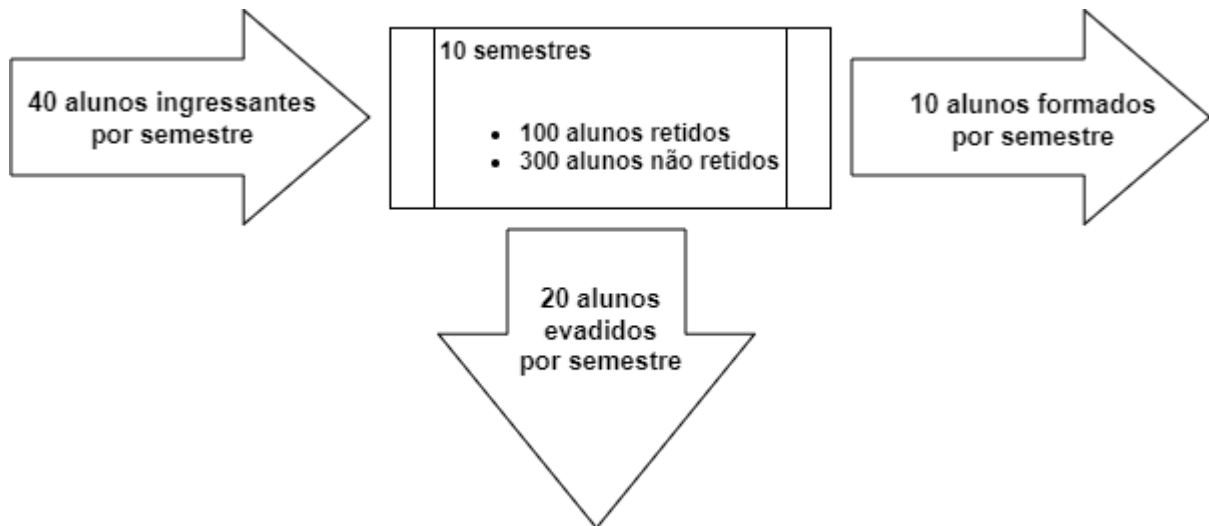 40 alunos ingressantes
por semestre
10 semestres
• 100 alunos retidos
• 300 alunos não retidos
10 alunos formados
por semestre
20 alunos
evadidos
por semestre